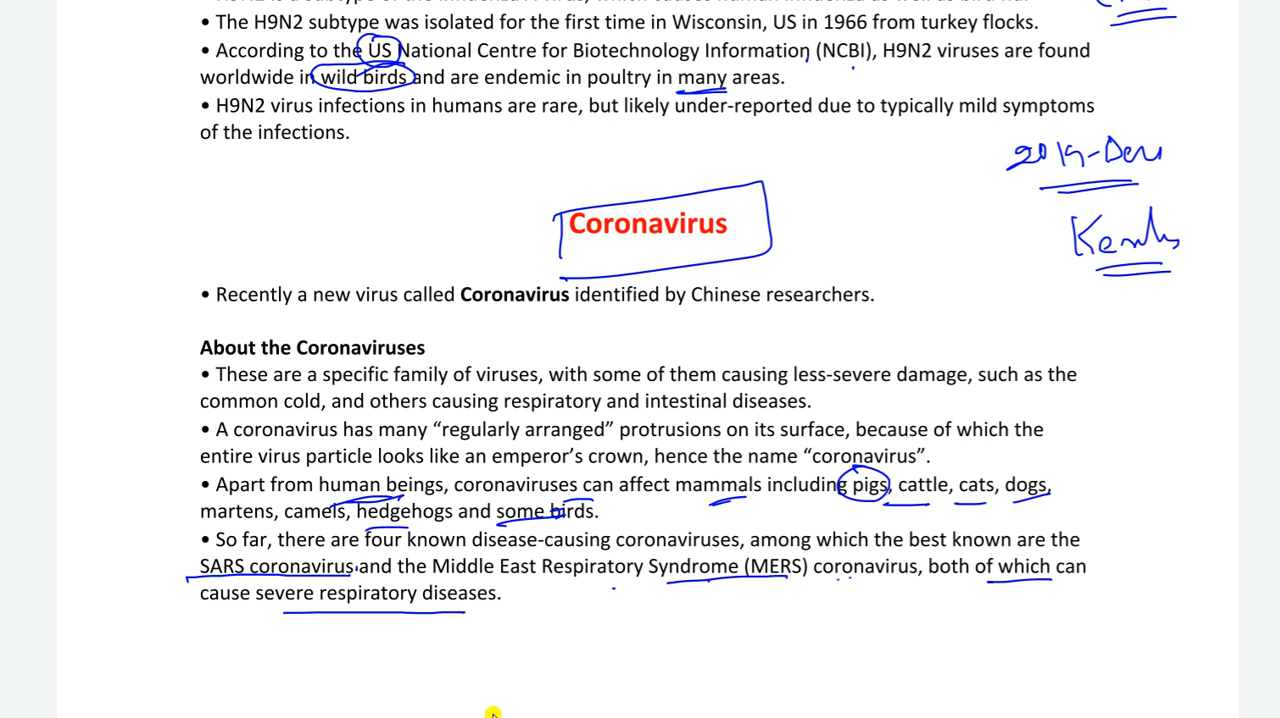 • The H9N2 subtype was isolated for the first time in Wisconsin, US in 1966 from turkey flocks.
• According to the US National Centre for Biotechnology Information (NCBI), H9N2 viruses are found
worldwide in wild birds and are endemic in poultry in many areas.
• H9N2 virus infections in humans are rare, but likely under-reported due to typically mild symptoms
of the infections.
2019-
Coronavirus
• Recently a new virus called Coronavirus identified by Chinese researchers.
About the Coronaviruses
• These are a specific family of viruses, with some of them causing less-severe damage, such as the
common cold, and others causing respiratory and intestinal diseases.
• A coronavirus has many “regularly arranged” protrusions on its surface, because of which the
entire virus particle looks like an emperor’s crown, hence the name “coronavirus”.
• Apart from human beings, coronaviruses can affect mammals including pigs, cattle, cats, dogs,
martens, camels, hedgehogs and some birds.
• So far, there are four known disease-causing coronaviruses, among which the best known are the
SARS coronavirus and the Middle East Respiratory Syndrome (MERS) coronavirus, both of which can
cause severe respiratory diseases.